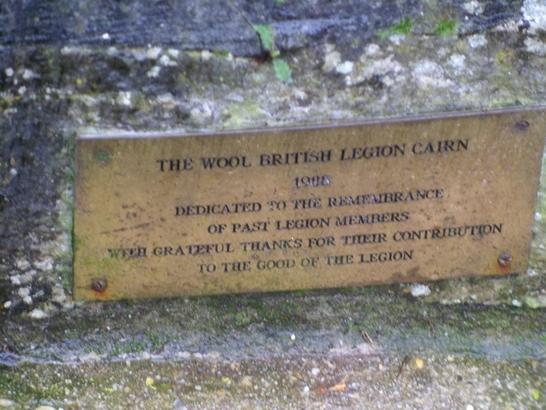 THE WOOL BRITISH LEGION CAIRN
DEDICATED TO THE REMEMBRANCE
OF PAST LEGION MEMBERS
WITH GRATEFUL THANKS FOR THEIR CONTRIBUTION
TO THE GOOD OF THE LEGION